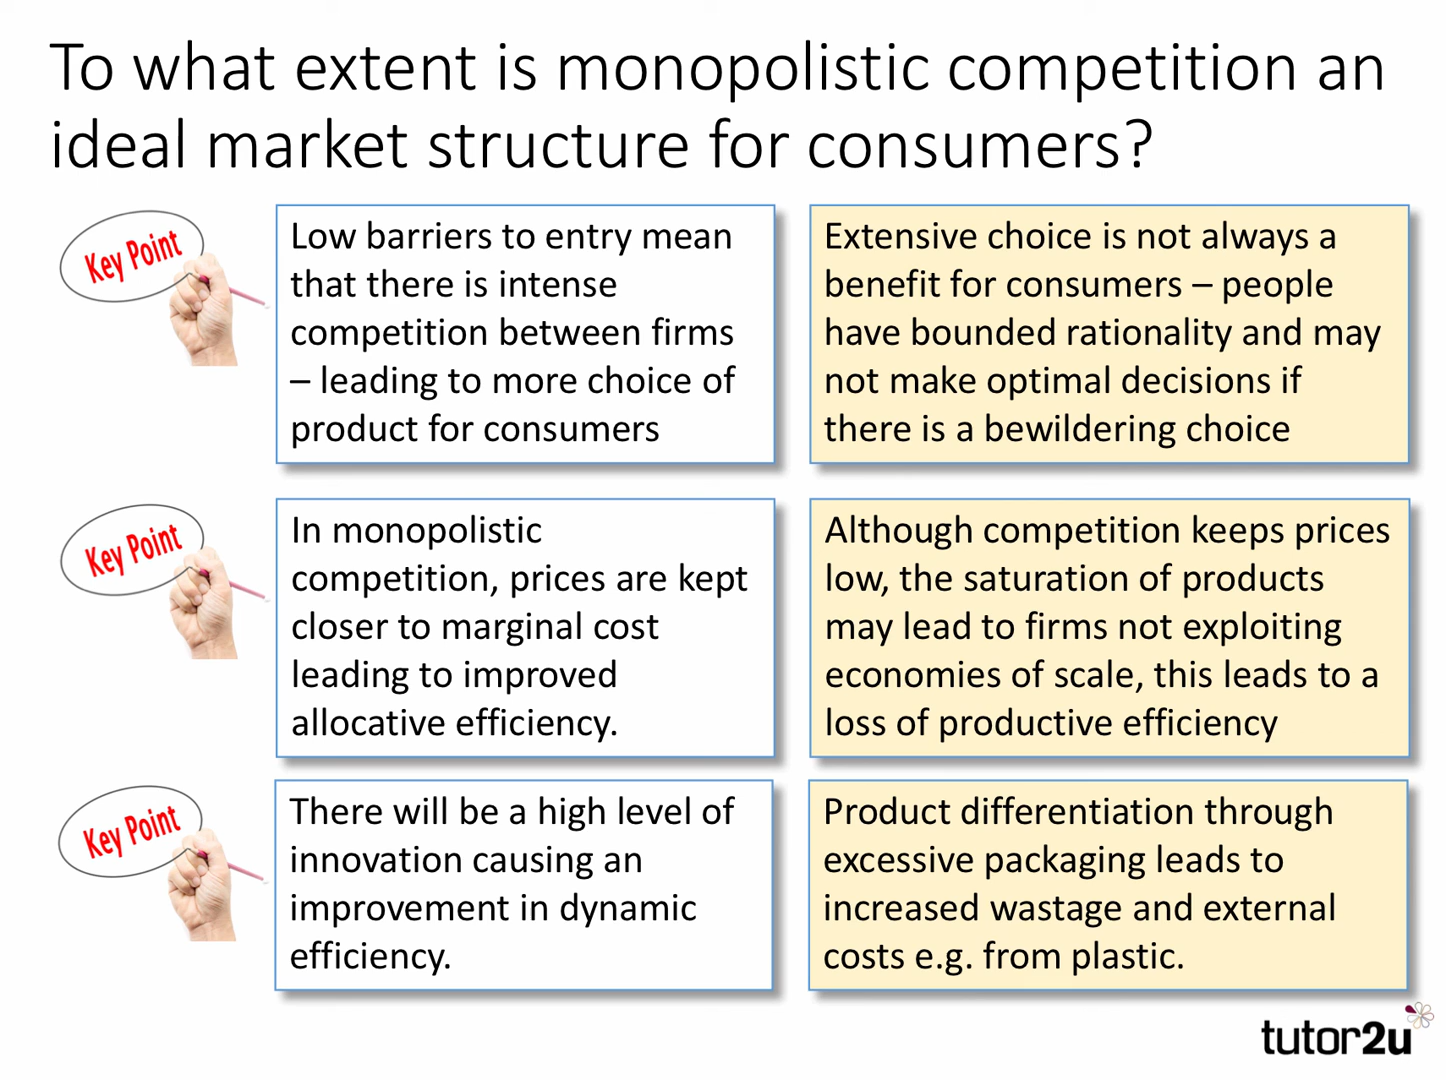 To what extent is monopolistic competition an
ideal market structure for consumers?
Key Point
Low barriers to entry mean
that there is intense
competition between firms
– leading to more choice of
product for consumers
Extensive choice is not always a
benefit for consumers – people
have bounded rationality and may
not make optimal decisions if
there is a bewildering choice
Key Point
In monopolistic
competition, prices are kept
closer to marginal cost
leading to improved
allocative efficiency.
Although competition keeps prices
low, the saturation of products
may lead to firms not exploiting
economies of scale, this leads to a
loss of productive efficiency
Key Point
There will be a high level of
innovation causing an
improvement in dynamic
efficiency.
Product differentiation through
excessive packaging leads to
increased wastage and external
costs e.g. from plastic.
tutor2u